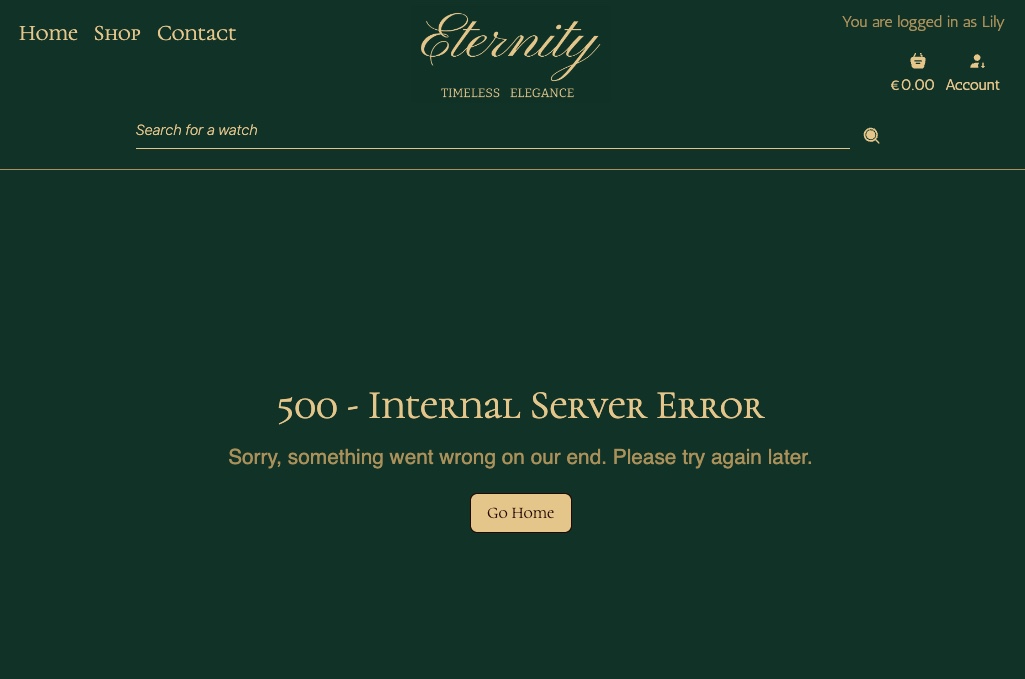 Home Shop Contact
Eternity
TIMELESS ELEGANCE
You are logged in as Lily
€0.00 Account
Search for a watch
500 - Internal Server Error
Sorry, something went wrong on our end. Please try again later.
Go Home